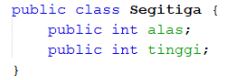 public class Segitiga {
public int alas;
public int tinggi;
}